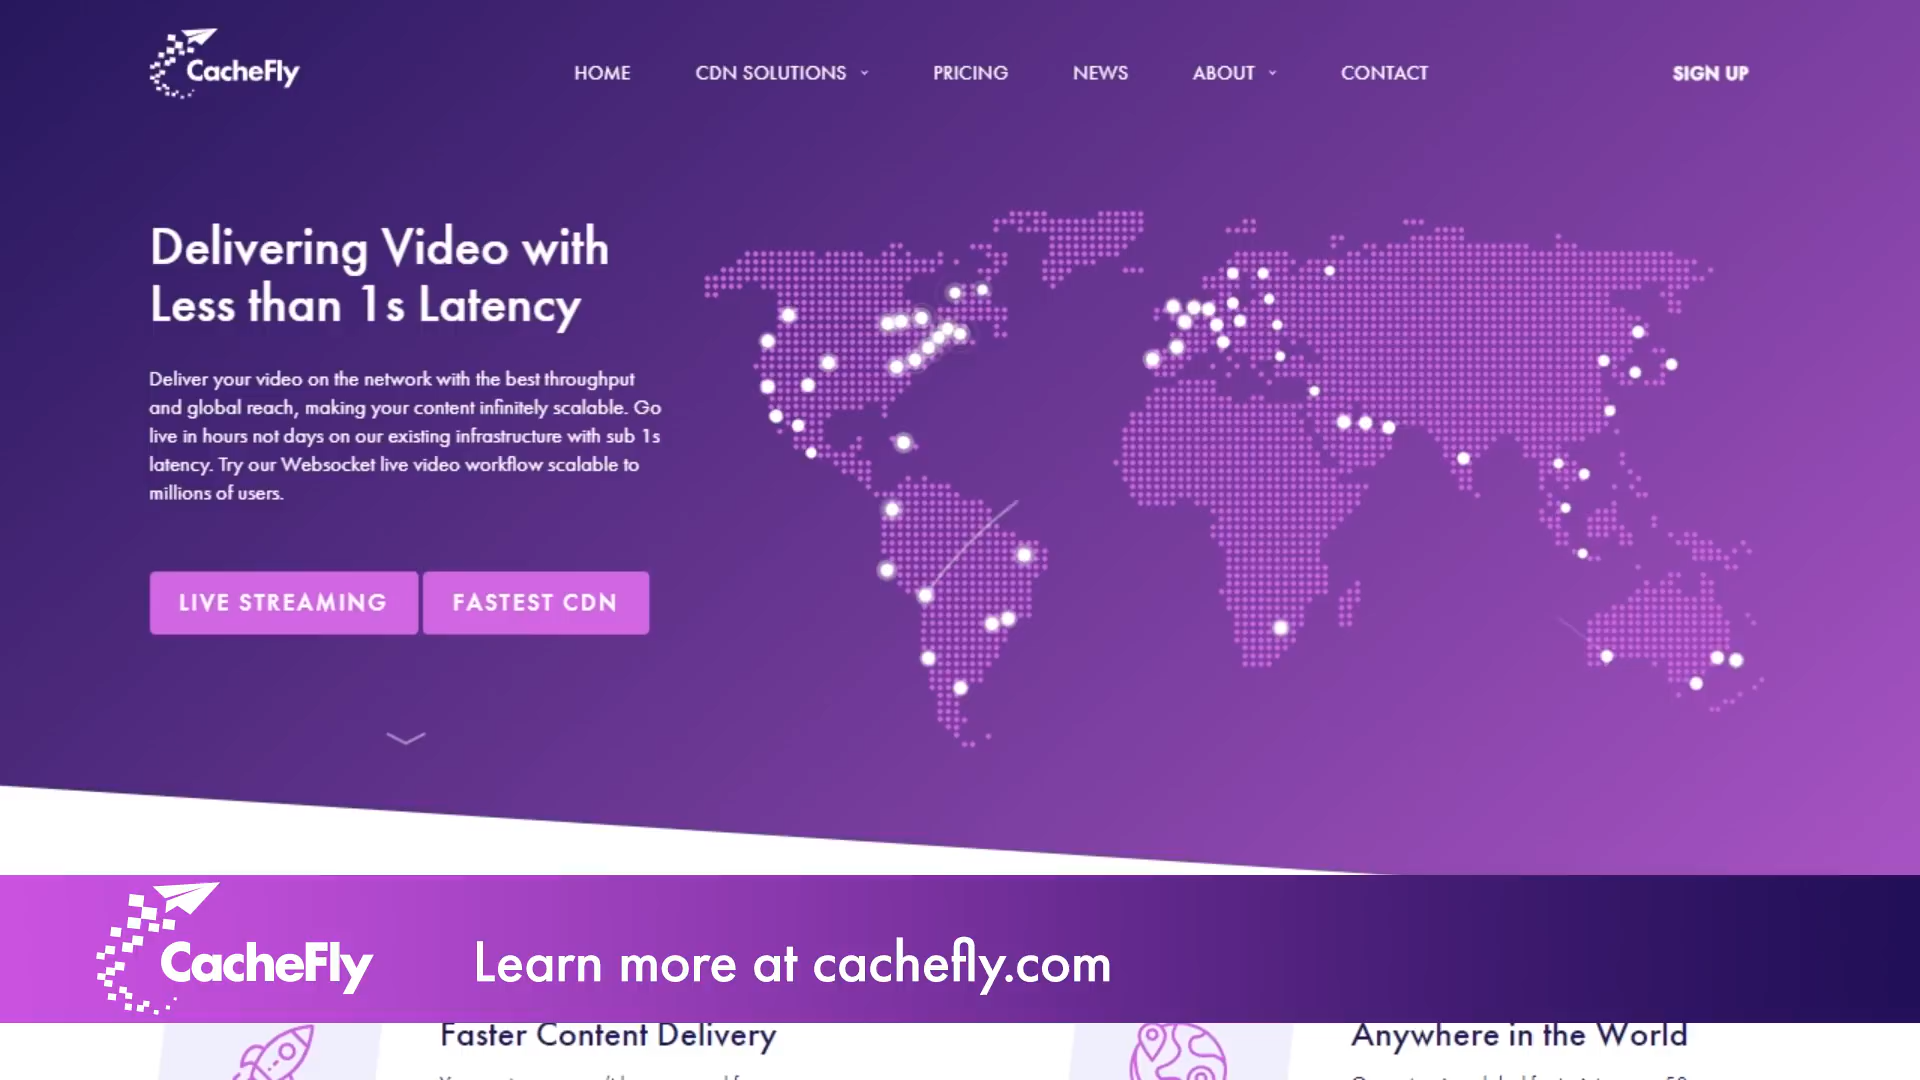 CacheFly
HOME
CDN SOLUTIONS
PRICING
NEWS
ABOUT
CONTACT
SIGN UP
Delivering Video with
Less than 1s Latency
Deliver your video on the network with the best throughput
and global reach, making your content infinitely scalable. Go
live in hours not days on our existing infrastructure with sub 1s
latency. Try our Websocket live video workflow scalable to
millions of users.
LIVE STREAMING
FASTEST CDN
CacheFly
Learn more at cachefly.com
Faster Content Delivery
Anywhere in the World